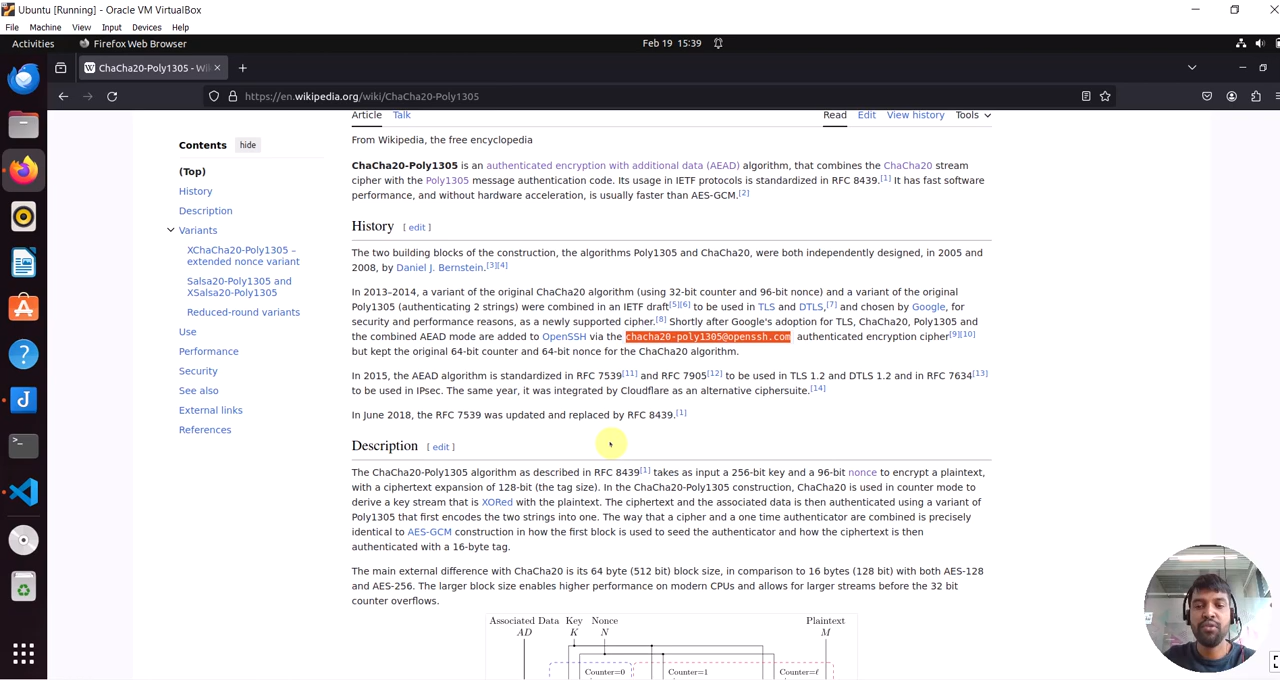 Ubuntu [Running] - Oracle VM VirtualBox
File Machine View Input Devices Help
Activities Firefox Web Browser Feb 19 15:39
ChaCha20-Poly1305 - Wi
https://en.wikipedia.org/wiki/ChaCha20-Poly1305
Article Talk Read Edit View history Tools
Contents hide
(Top)
History
Description
Variants
XChaCha20-Poly1305 –
extended nonce variant
Salsa20-Poly1305 and
XSalsa20-Poly1305
Reduced-round variants
Use
Performance
Security
See also
External links
References
From Wikipedia, the free encyclopedia
ChaCha20-Poly1305 is an authenticated encryption with additional data (AEAD) algorithm, that combines the ChaCha20 stream
cipher with the Poly1305 message authentication code. Its usage in IETF protocols is standardized in RFC 8439.[1] It has fast software
performance, and without hardware acceleration, is usually faster than AES-GCM.[2]
History [ edit ]
The two building blocks of the construction, the algorithms Poly1305 and ChaCha20, were both independently designed, in 2005 and
2008, by Daniel J. Bernstein.[3][4]
In 2013–2014, a variant of the original ChaCha20 algorithm (using 32-bit counter and 96-bit nonce) and a variant of the original
Poly1305 (authenticating 2 strings) were combined in an IETF draft[5][6] to be used in TLS and DTLS,[7] and chosen by Google, for
security and performance reasons, as a newly supported cipher.[8] Shortly after Google's adoption for TLS, ChaCha20, Poly1305 and
the combined AEAD mode are added to OpenSSH via the chacha20-poly1305@openssh.com authenticated encryption cipher[9][10]
but kept the original 64-bit counter and 64-bit nonce for the ChaCha20 algorithm.
In 2015, the AEAD algorithm is standardized in RFC 7539[11] and RFC 7905[12] to be used in TLS 1.2 and DTLS 1.2 and in RFC 7634[13]
to be used in IPsec. The same year, it was integrated by Cloudflare as an alternative ciphersuite.[14]
In June 2018, the RFC 7539 was updated and replaced by RFC 8439.[1]
Description [ edit ]
The ChaCha20-Poly1305 algorithm as described in RFC 8439[1] takes as input a 256-bit key and a 96-bit nonce to encrypt a plaintext,
with a ciphertext expansion of 128-bit (the tag size). In the ChaCha20-Poly1305 construction, ChaCha20 is used in counter mode to
derive a key stream that is XORed with the plaintext. The ciphertext and the associated data is then authenticated using a variant of
Poly1305 that first encodes the two strings into one. The way that a cipher and a one time authenticator are combined is precisely
identical to AES-GCM construction in how the first block is used to seed the authenticator and how the ciphertext is then
authenticated with a 16-byte tag.
The main external difference with ChaCha20 is its 64 byte (512 bit) block size, in comparison to 16 bytes (128 bit) with both AES-128
and AES-256. The larger block size enables higher performance on modern CPUs and allows for larger streams before the 32 bit
counter overflows.
Associated Data Key Nonce Plaintext
AD K N M
Counter=0 Counter=1 Counter=ℓ